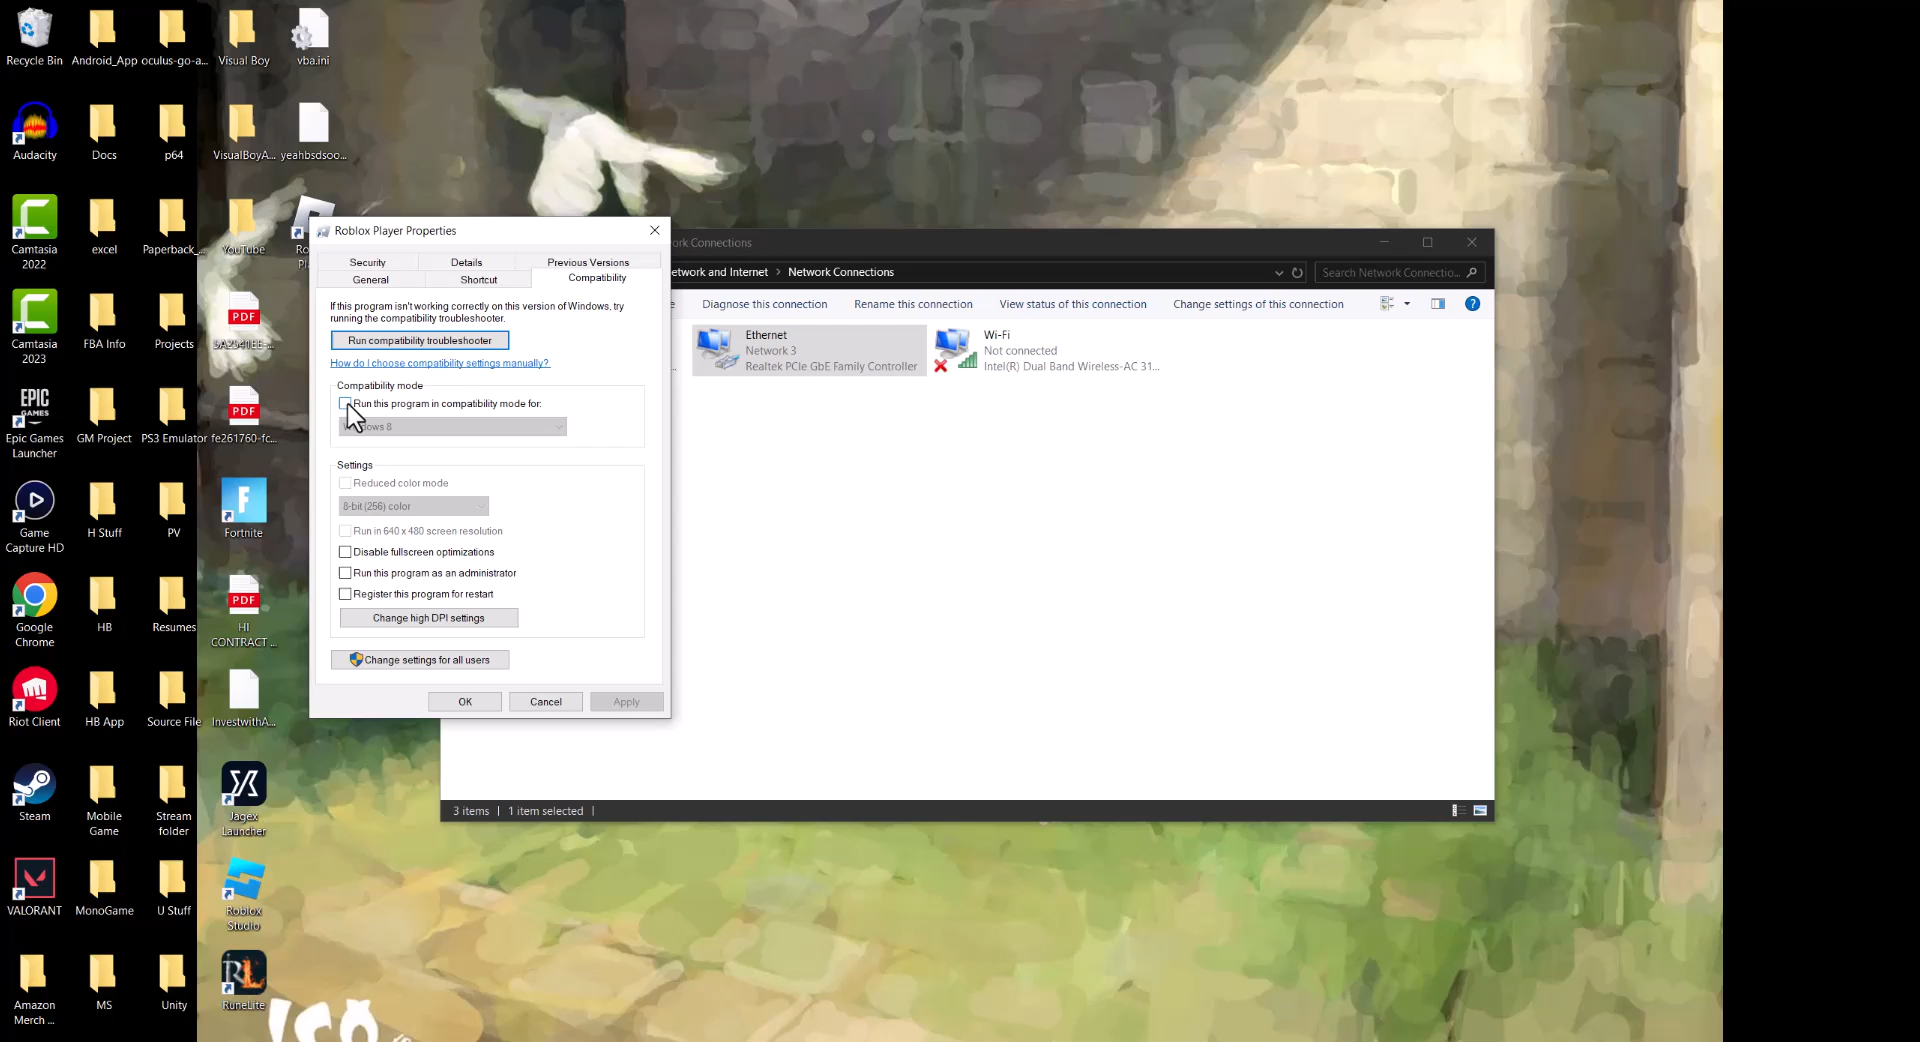 Recycle Bin
Android_App
oculus-go-a...
Visual Boy
vba.ini
Audacity
Docs
p64
VisualBoyA...
yeahbsdsoo...
Camtasia
2022
excel
Paperback_...
YouTube
Camtasia
2023
FBA Info
Projects
PDF
EPIC
GAMES
Epic Games
Launcher
GM Project
PS3 Emulator
PDF
fe261760-fc...
Game
Capture HD
H Stuff
PV
Fortnite
Google
Chrome
HB
Resumes
PDF
HI
CONTRACT ...
Riot Client
HB App
Source File
InvestwithA...
Steam
Mobile
Game
Stream
folder
Jagex
Launcher
VALORANT
MonoGame
U Stuff
Roblox
Studio
Amazon
Merch ...
MS
Unity
RuneLite
Roblox Player Properties
Security
Details
Previous Versions
General
Shortcut
Compatibility
If this program isn't working correctly on this version of Windows, try
running the compatibility troubleshooter.
Run compatibility troubleshooter
How do I choose compatibility settings manually?
Compatibility mode
Run this program in compatibility mode for:
Settings
Reduced color mode
8-bit (256) color
Run in 640 x 480 screen resolution
Disable fullscreen optimizations
Run this program as an administrator
Register this program for restart
Change high DPI settings
Change settings for all users
OK
Cancel
Apply
Connections
and Internet > Network Connections
Search Network Connectio...
Diagnose this connection
Rename this connection
View status of this connection
Change settings of this connection
Ethernet
Network 3
Realtek PCIe GbE Family Controller
Wi-Fi
Not connected
Intel(R) Dual Band Wireless-AC 31...
3 items
1 item selected
ICO